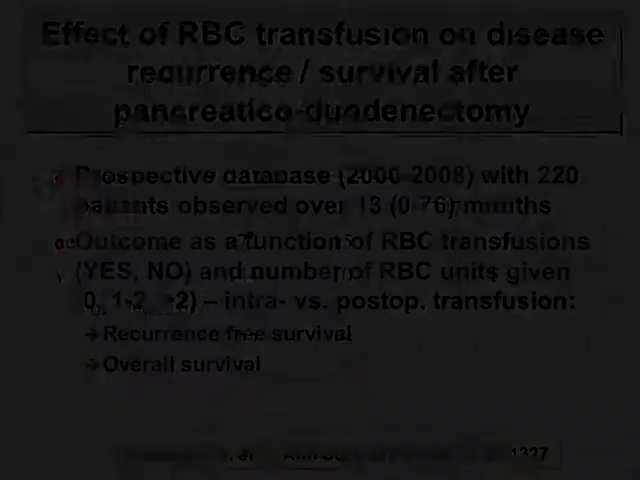 Effect of RBC transfusion on disease
recurrence / survival after
pancreatico-duodenectomy
Prospective database (2000-2008) with 220
patients observed over 13 (0-76) months
Outcome as a function of RBC transfusions
(YES, NO) and number of RBC units given
0, 1-2, >2) – intra- vs. postop. transfusion:
→ Recurrence free survival
→ Overall survival
1327